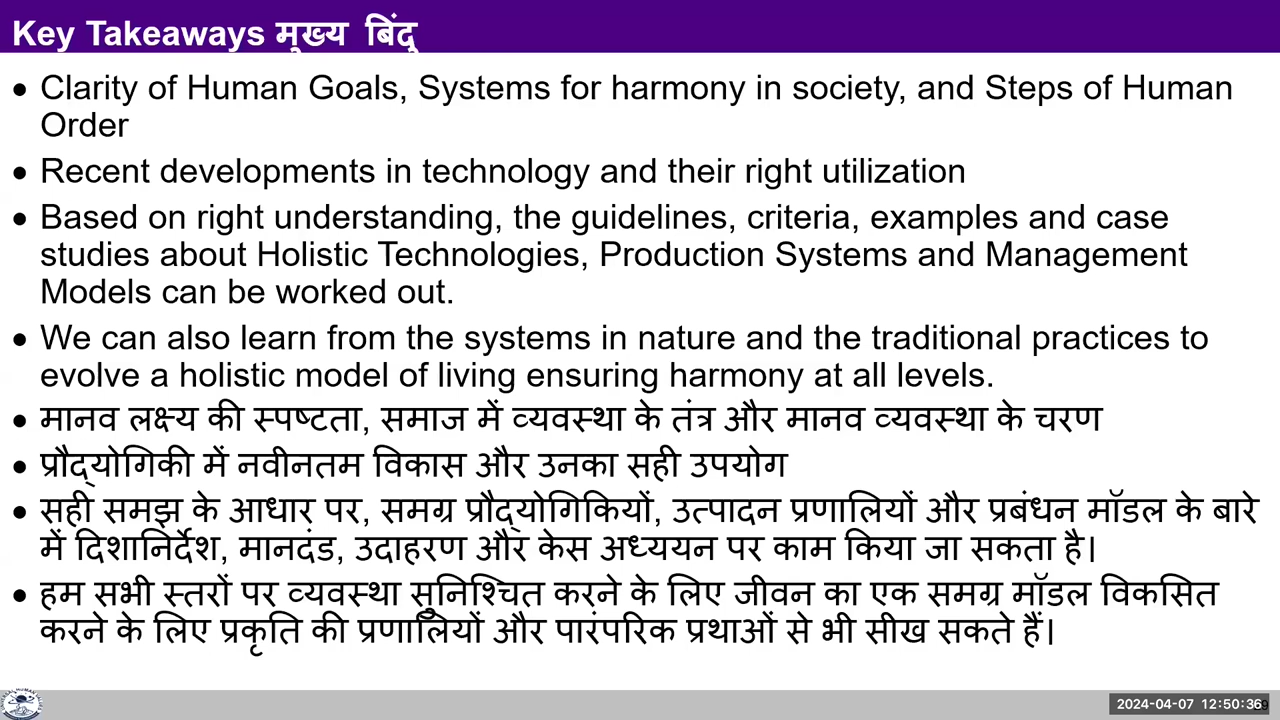 Key Takeaways मुख्य बिंदु
• Clarity of Human Goals, Systems for harmony in society, and Steps of Human
Order
• Recent developments in technology and their right utilization
• Based on right understanding, the guidelines, criteria, examples and case
studies about Holistic Technologies, Production Systems and Management
Models can be worked out.
• We can also learn from the systems in nature and the traditional practices to
evolve a holistic model of living ensuring harmony at all levels.
• मानव लक्ष्य की स्पष्टता, समाज में व्यवस्था के तंत्र और मानव व्यवस्था के चरण
• प्रौद्योगिकी में नवीनतम विकास और उनका सही उपयोग
• सही समझ के आधार पर, समग्र प्रौद्योगिकियों, उत्पादन प्रणालियों और प्रबंधन मॉडल के बारे
में दिशानिर्देश, मानदंड, उदाहरण और केस अध्ययन पर काम किया जा सकता है।
• हम सभी स्तरों पर व्यवस्था सुनिश्चित करने के लिए जीवन का एक समग्र मॉडल विकसित
करने के लिए प्रकृति की प्रणालियों और पारंपरिक प्रथाओं से भी सीख सकते हैं।
2024-04-07 12:50:36